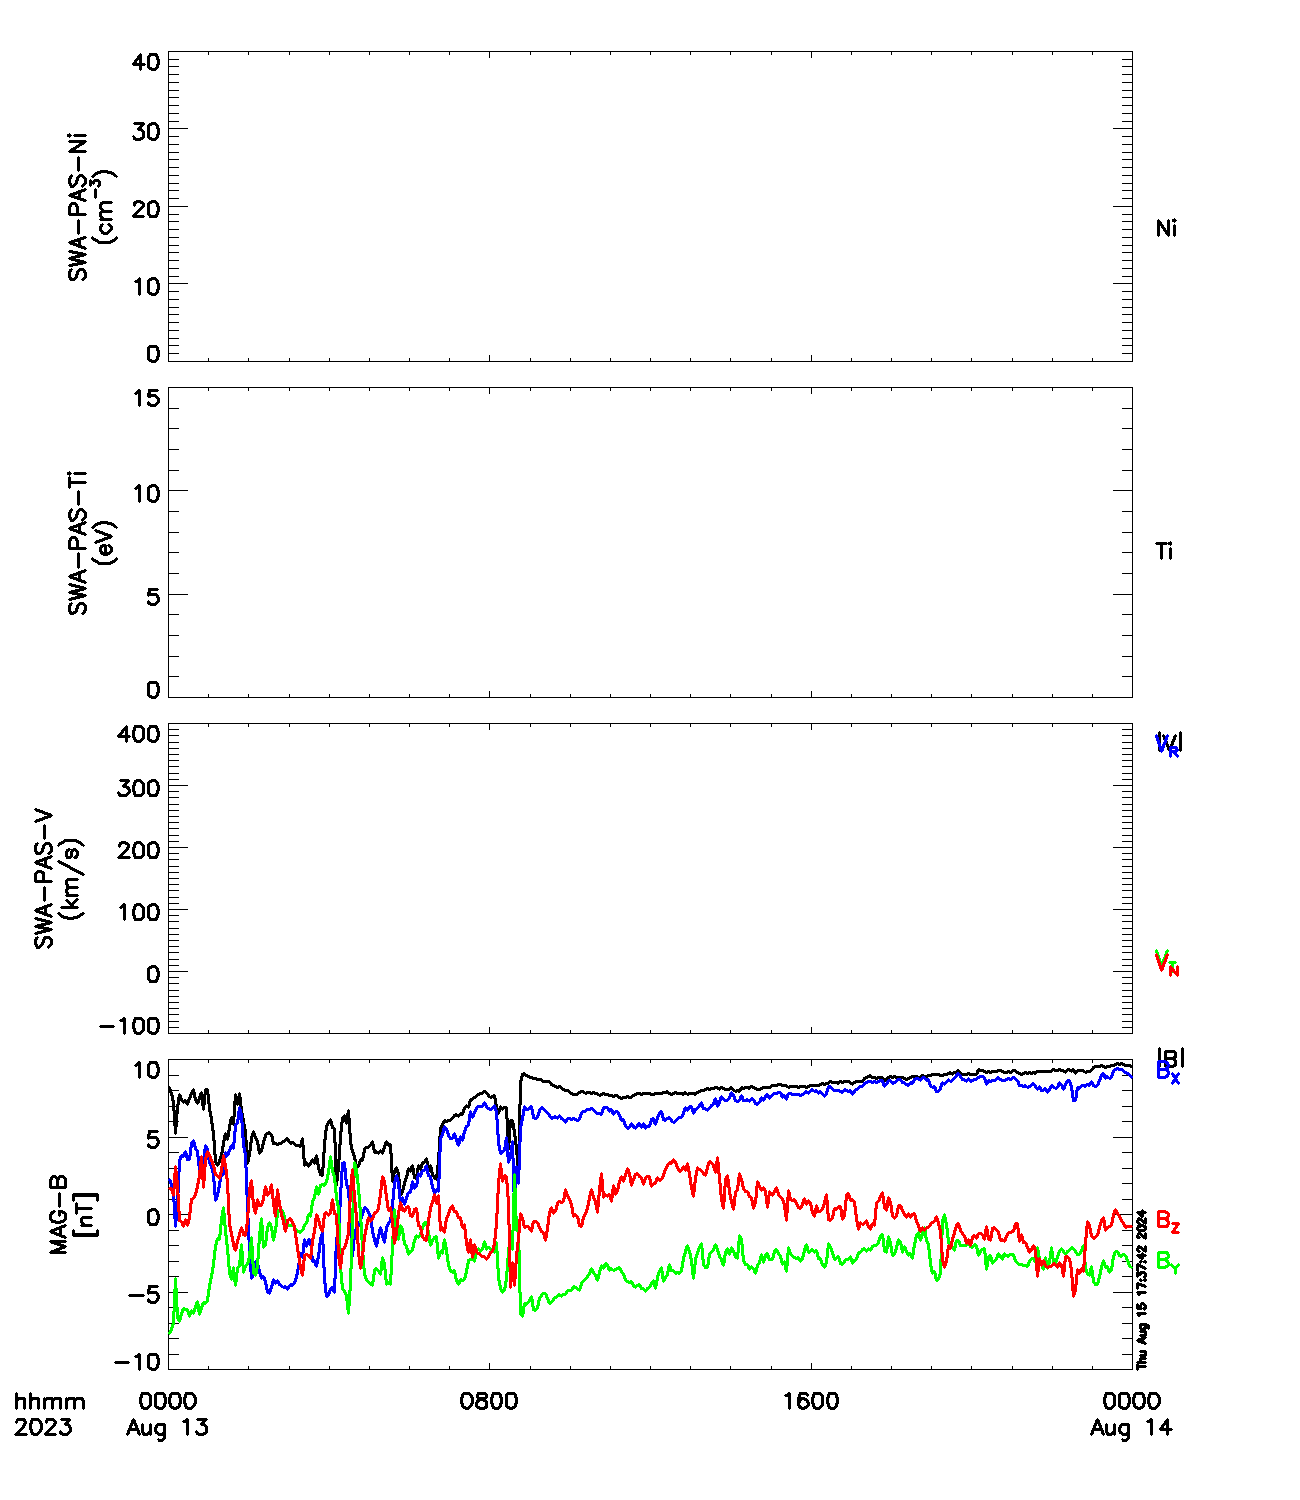 SWA-PAS-Ni
(cm-3)
40
30
20
10
0
Ni
SWA-PAS-Ti
(eV)
15
10
5
0
Ti
SWA-PAS-V
(km/s)
400
300
200
100
0
-100
|V|
VR
VT
VN
MAG-B
[nT]
10
5
0
-5
-10
|B|
BX
BZ
BY
Thu Aug 15 17:37:42 2024
hhmm 0000 0800 1600 0000
2023 Aug 13 Aug 14